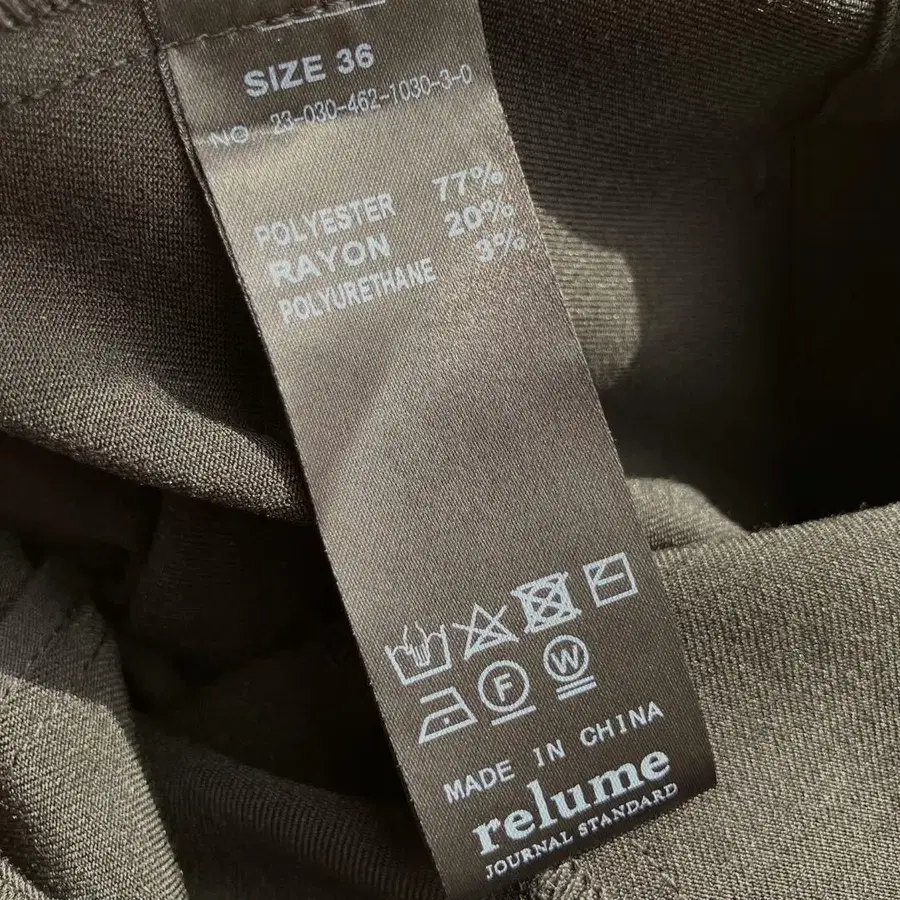 SIZE 36
NO 23-030-462-1030-3-0
POLYESTER 77%
RAYON 20%
POLYURETHANE 3%
F W
MADE IN CHINA
relume
JOURNAL STANDARD